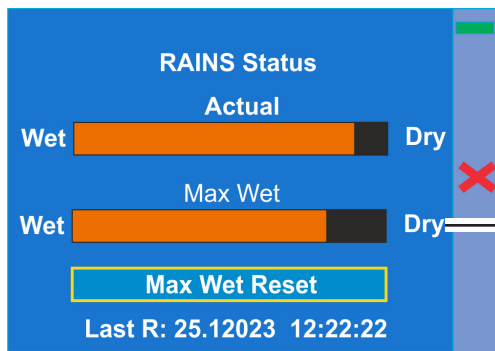 RAINS Status
Actual
Wet Dry
Max Wet
Wet Dry
Max Wet Reset
Last R: 25.12023 12:22:22